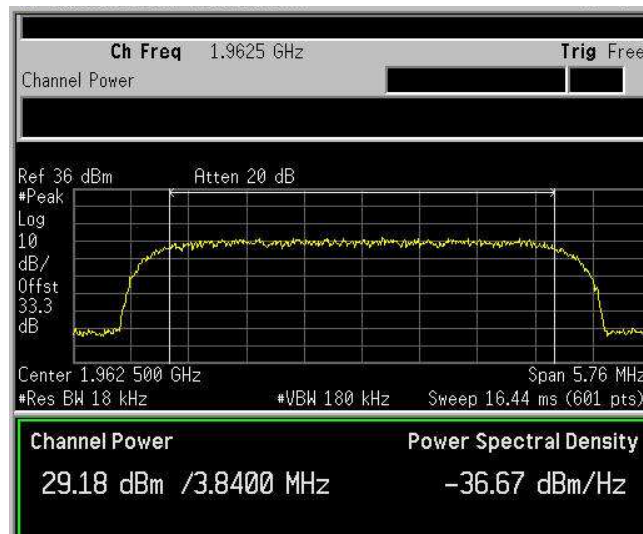 Ch Freq 1.9625 GHz Trig Free
Channel Power
Ref 36 dBm Atten 20 dB
#Peak
Log
10
dB/
Offst
33.3
dB
Center 1.962 500 GHz Span 5.76 MHz
#Res BW 18 kHz #VBW 180 kHz Sweep 16.44 ms (601 pts)
Channel Power Power Spectral Density
29.18 dBm /3.8400 MHz -36.67 dBm/Hz